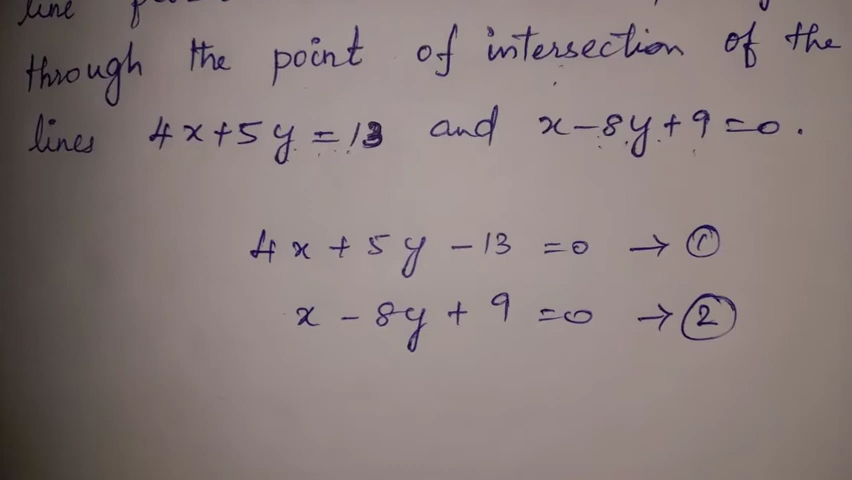 line
through the point of intersection of the
lines 4x+5y=13 and x-8y+9=0.
4x+5y-13=0 → ①
x-8y+9=0 → ②